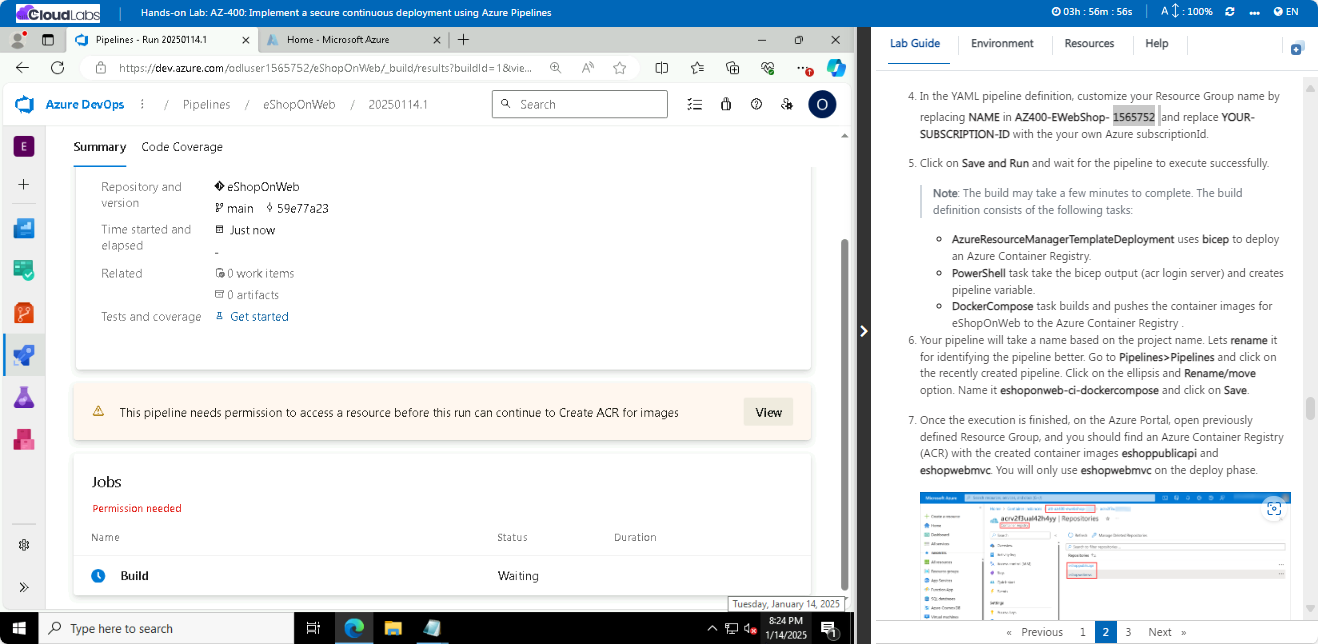 CloudLabs
Hands-on Lab: AZ-400: Implement a secure continuous deployment using Azure Pipelines
03h : 56m : 56s
A : 100%
EN
Pipelines - Run 20250114.1
Home - Microsoft Azure
https://dev.azure.com/odluser1565752/eShopOnWeb/_build/results?buildId=1&vie...
Azure DevOps / Pipelines / eShopOnWeb / 20250114.1
Search
O
E
Summary
Code Coverage
Repository and version
eShopOnWeb
main
59e77a23
Time started and elapsed
Just now
-
Related
0 work items
0 artifacts
Tests and coverage
Get started
This pipeline needs permission to access a resource before this run can continue to Create ACR for images
View
Jobs
Permission needed
Name
Status
Duration
Build
Waiting
Tuesday, January 14, 2025
Type here to search
8:24 PM
1/14/2025
1
Lab Guide
Environment
Resources
Help
4. In the YAML pipeline definition, customize your Resource Group name by
replacing NAME in AZ400-EWebShop- 1565752 and replace YOUR-
SUBSCRIPTION-ID with the your own Azure subscriptionId.
5. Click on Save and Run and wait for the pipeline to execute successfully.
Note: The build may take a few minutes to complete. The build
definition consists of the following tasks:
AzureResourceManagerTemplateDeployment uses bicep to deploy
an Azure Container Registry.
PowerShell task take the bicep output (acr login server) and creates
pipeline variable.
DockerCompose task builds and pushes the container images for
eShopOnWeb to the Azure Container Registry .
6. Your pipeline will take a name based on the project name. Lets rename it
for identifying the pipeline better. Go to Pipelines>Pipelines and click on
the recently created pipeline. Click on the ellipsis and Rename/move
option. Name it eshoponweb-ci-dockercompose and click on Save.
7. Once the execution is finished, on the Azure Portal, open previously
defined Resource Group, and you should find an Azure Container Registry
(ACR) with the created container images eshoppublicapi and
eshopwebmvc. You will only use eshopwebmvc on the deploy phase.
Microsoft Azure
| Repositories
« Previous 1 2 3 Next »